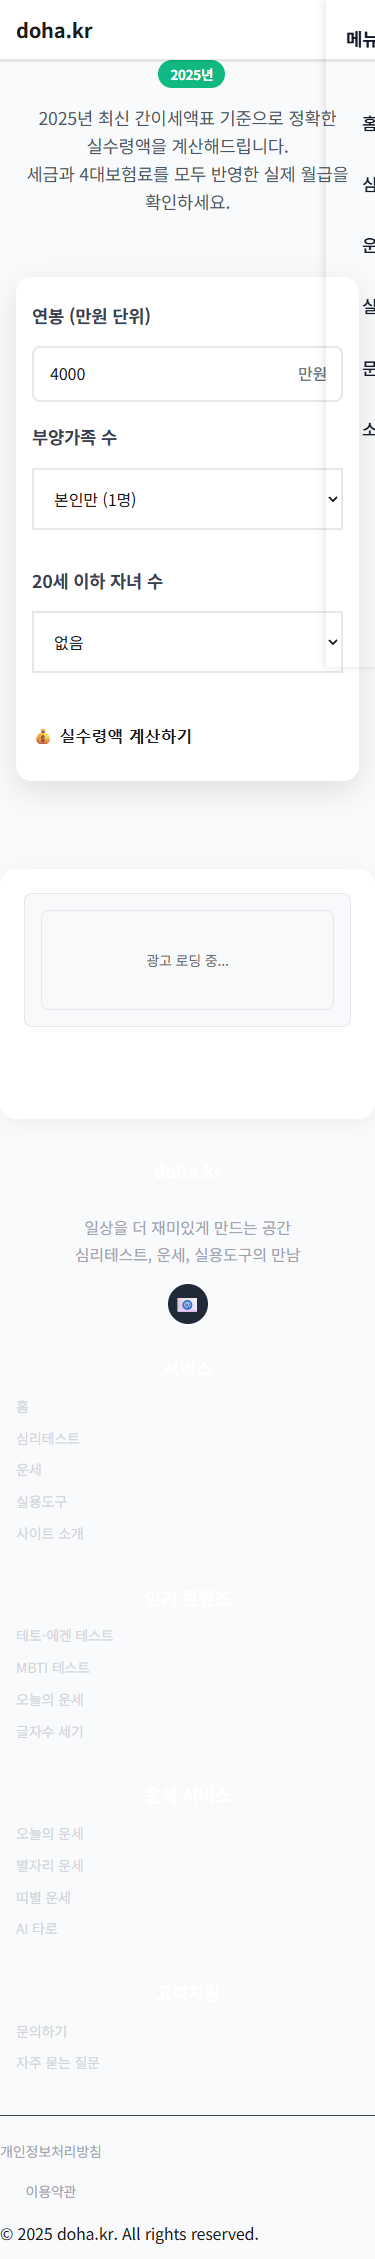 doha.kr
메뉴
2025년
2025년 최신 간이세액표 기준으로 정확한
실수령액을 계산해드립니다.
세금과 4대보험료를 모두 반영한 실제 월급을
확인하세요.
홈
심
운
실
문
소
연봉 (만원 단위)
4000 만원
부양가족 수
본인만 (1명)
20세 이하 자녀 수
없음
실수령액 계산하기
광고 로딩 중...
doha.kr
일상을 더 재미있게 만드는 공간
심리테스트, 운세, 실용도구의 만남
서비스
홈
심리테스트
운세
실용도구
사이트 소개
인기 콘텐츠
테토-에겐 테스트
MBTI 테스트
오늘의 운세
글자수 세기
운세 서비스
오늘의 운세
별자리 운세
띠별 운세
AI 타로
고객지원
문의하기
자주 묻는 질문
개인정보처리방침
이용약관
© 2025 doha.kr. All rights reserved.